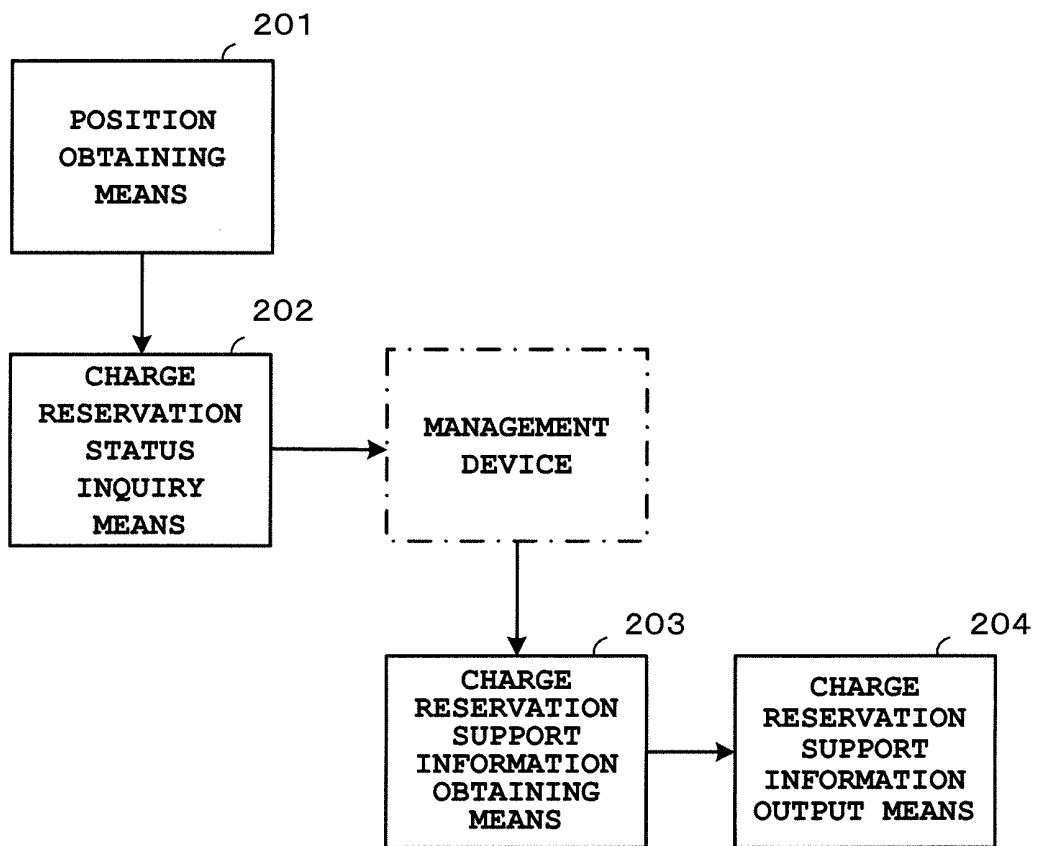 201
POSITION
OBTAINING
MEANS
202
CHARGE
RESERVATION
STATUS
INQUIRY
MEANS
MANAGEMENT
DEVICE
203
CHARGE
RESERVATION
SUPPORT
INFORMATION
OBTAINING
MEANS
204
CHARGE
RESERVATION
SUPPORT
INFORMATION
OUTPUT MEANS